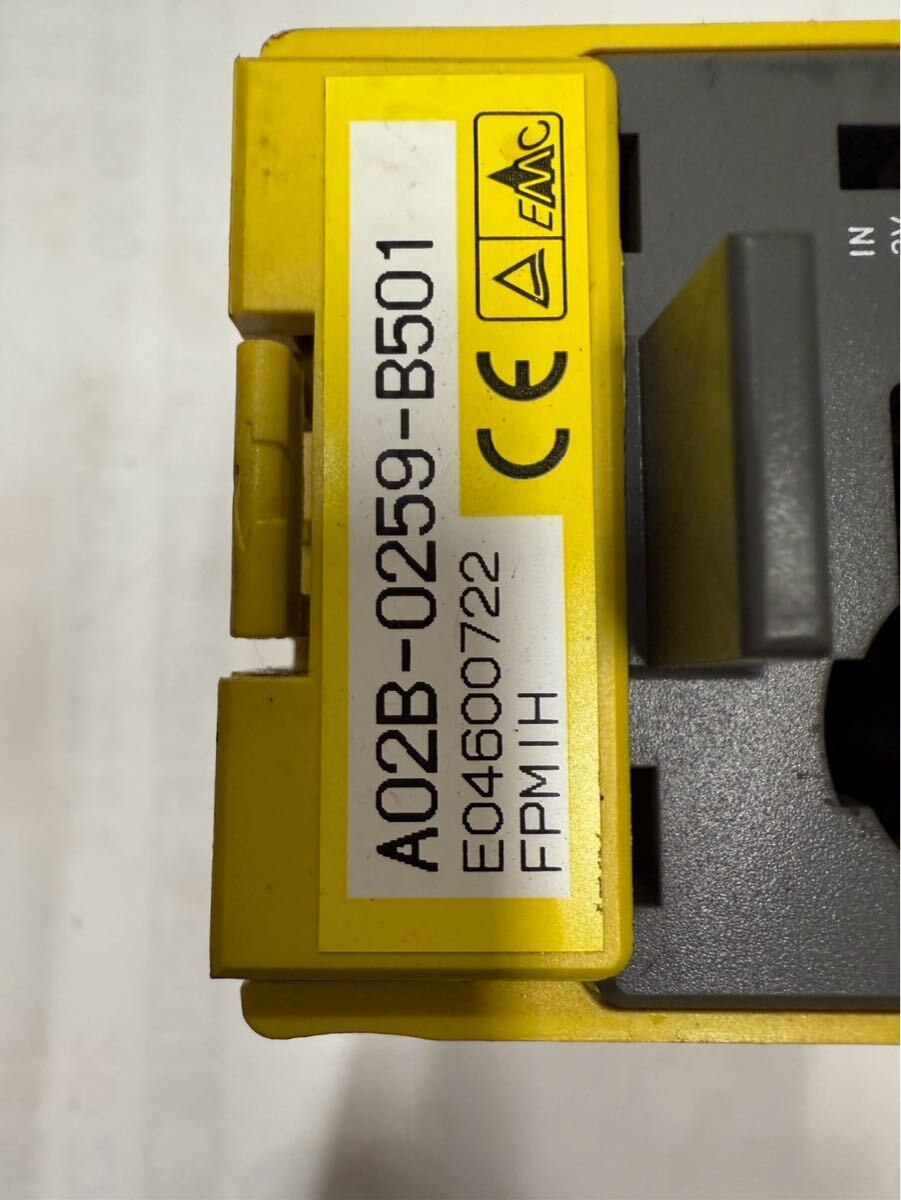 A02B-0259-B501
E04600722
FPMIH
CE
EMC
IN